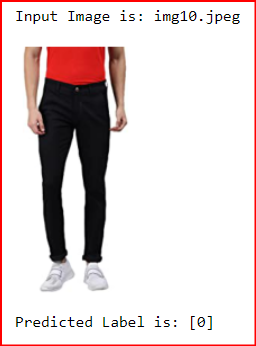 Input Image is: img10.jpeg
Predicted Label is: [0]